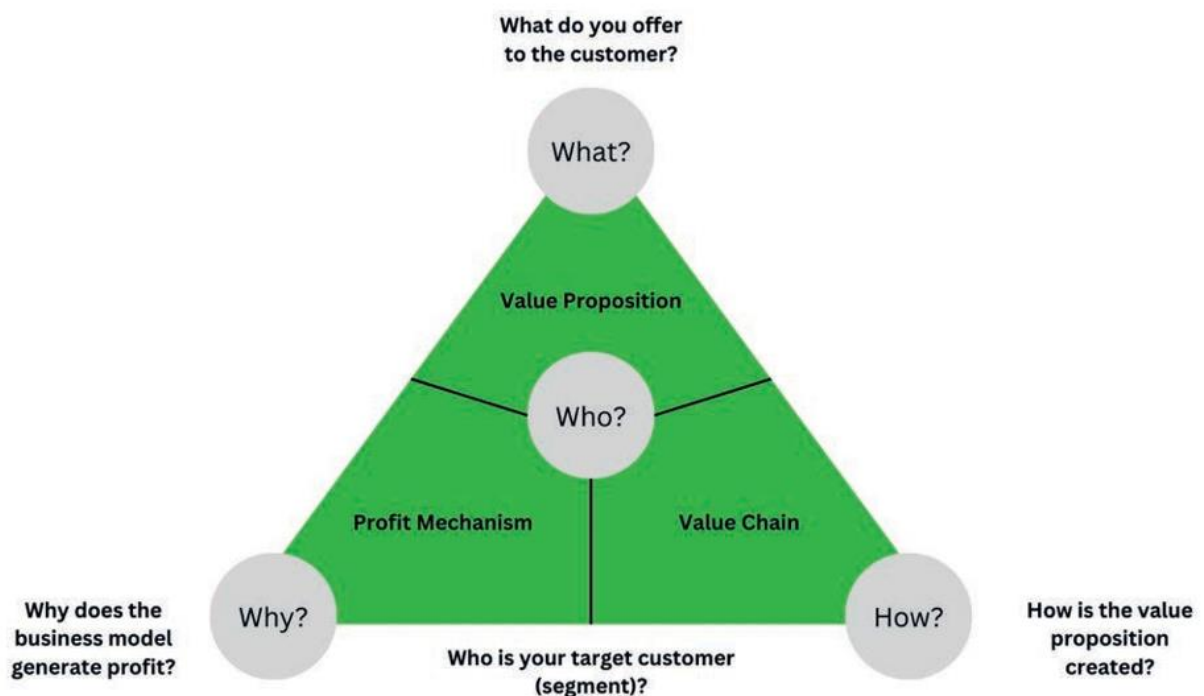 What do you offer
to the customer?
What?
Value Proposition
Who?
Profit Mechanism
Value Chain
Why does the
business model
generate profit?
Why?
Who is your target customer
(segment)?
How?
How is the value
proposition
created?